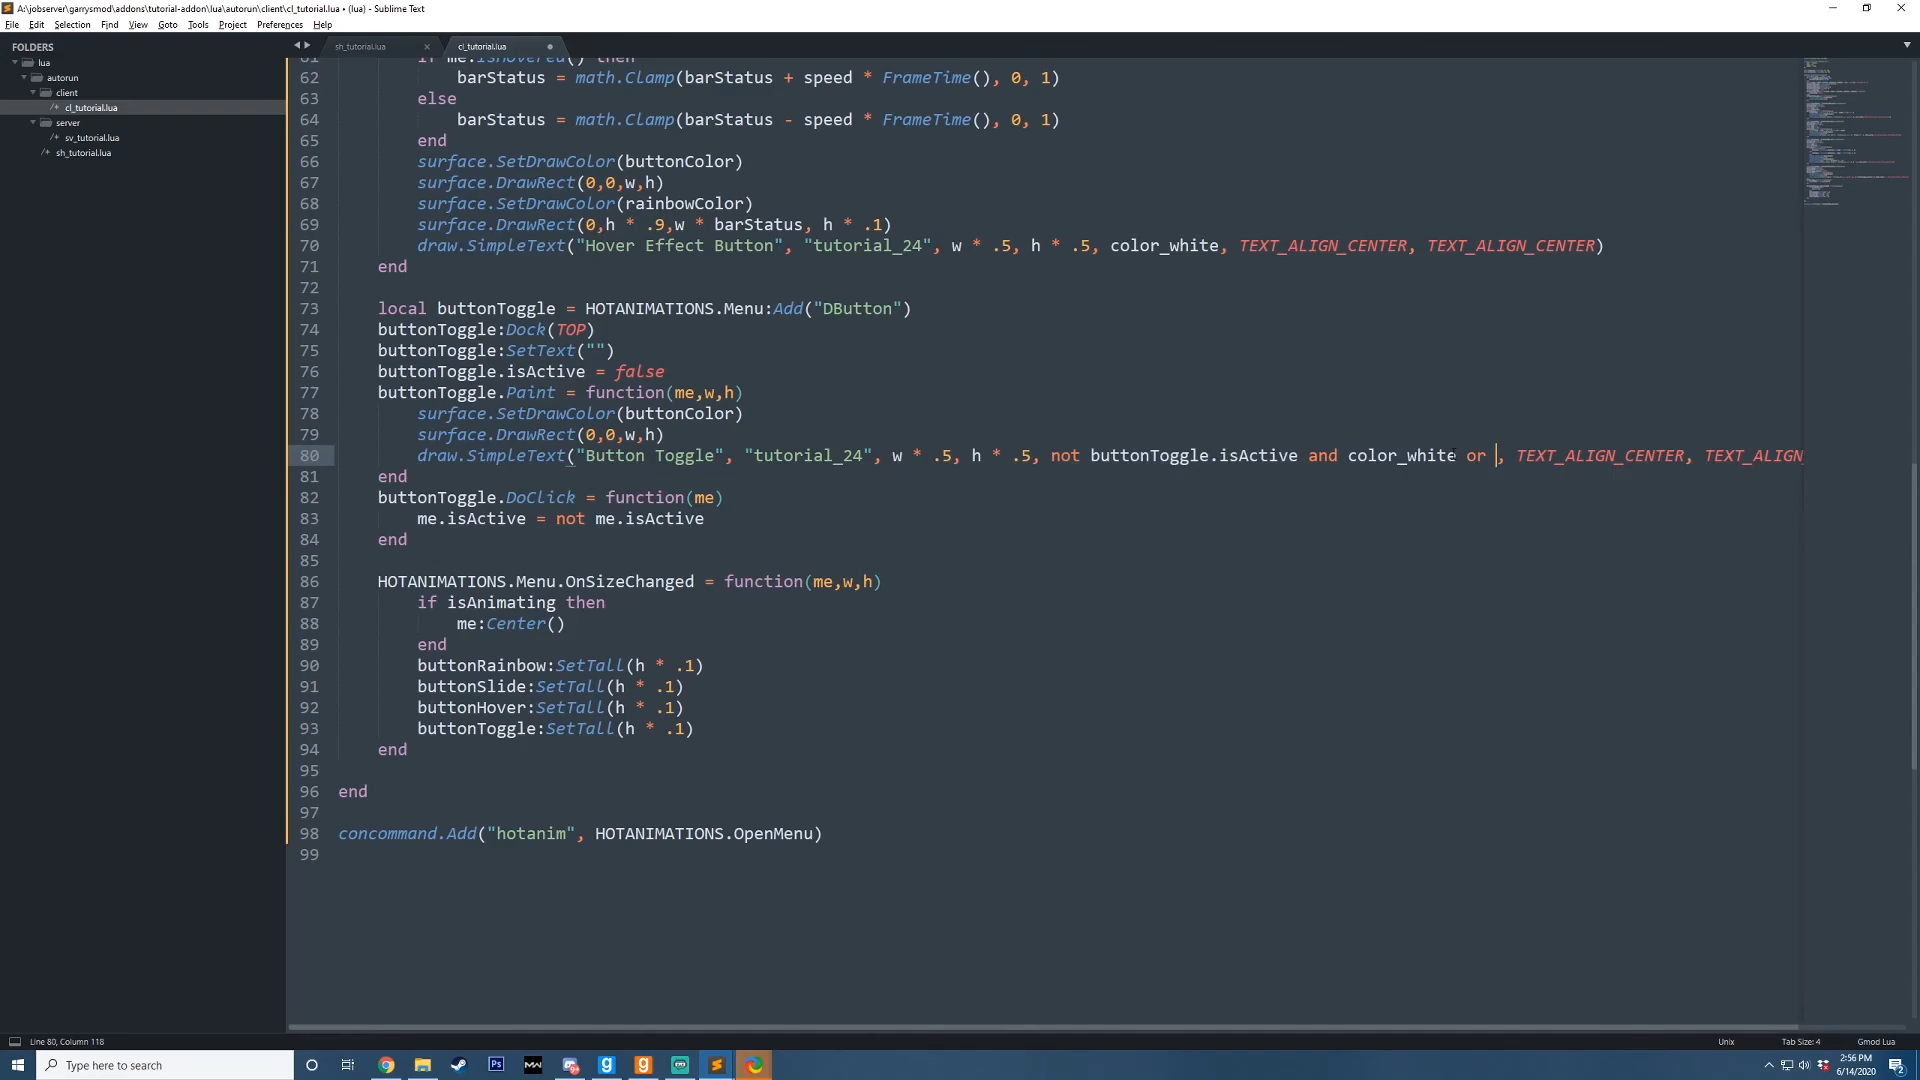 A:\jobserver\garrysmod\addons\tutorial-addon\lua\autorun\client\cl_tutorial.lua • (lua) - Sublime Text
File Edit Selection Find View Goto Tools Project Preferences Help
FOLDERS
lua
autorun
client
cl_tutorial.lua
server
sv_tutorial.lua
sh_tutorial.lua
sh_tutorial.lua
cl_tutorial.lua
61 if me:IsHovered() then
62 barStatus = math.Clamp(barStatus + speed * FrameTime(), 0, 1)
63 else
64 barStatus = math.Clamp(barStatus - speed * FrameTime(), 0, 1)
65 end
66 surface.SetDrawColor(buttonColor)
67 surface.DrawRect(0,0,w,h)
68 surface.SetDrawColor(rainbowColor)
69 surface.DrawRect(0,h * .9,w * barStatus, h * .1)
70 draw.SimpleText("Hover Effect Button", "tutorial_24", w * .5, h * .5, color_white, TEXT_ALIGN_CENTER, TEXT_ALIGN_CENTER)
71 end
72
73 local buttonToggle = HOTANIMATIONS.Menu:Add("DButton")
74 buttonToggle:Dock(TOP)
75 buttonToggle:SetText("")
76 buttonToggle.isActive = false
77 buttonToggle.Paint = function(me,w,h)
78 surface.SetDrawColor(buttonColor)
79 surface.DrawRect(0,0,w,h)
80 draw.SimpleText("Button Toggle", "tutorial_24", w * .5, h * .5, not buttonToggle.isActive and color_white or , TEXT_ALIGN_CENTER, TEXT_ALIGN
81 end
82 buttonToggle.DoClick = function(me)
83 me.isActive = not me.isActive
84 end
85
86 HOTANIMATIONS.Menu.OnSizeChanged = function(me,w,h)
87 if isAnimating then
88 me:Center()
89 end
90 buttonRainbow:SetTall(h * .1)
91 buttonSlide:SetTall(h * .1)
92 buttonHover:SetTall(h * .1)
93 buttonToggle:SetTall(h * .1)
94 end
95
96 end
97
98 concommand.Add("hotanim", HOTANIMATIONS.OpenMenu)
99
Line 80, Column 118
Unix
Tab Size: 4
Gmod Lua
Type here to search
2:56 PM
6/14/2020